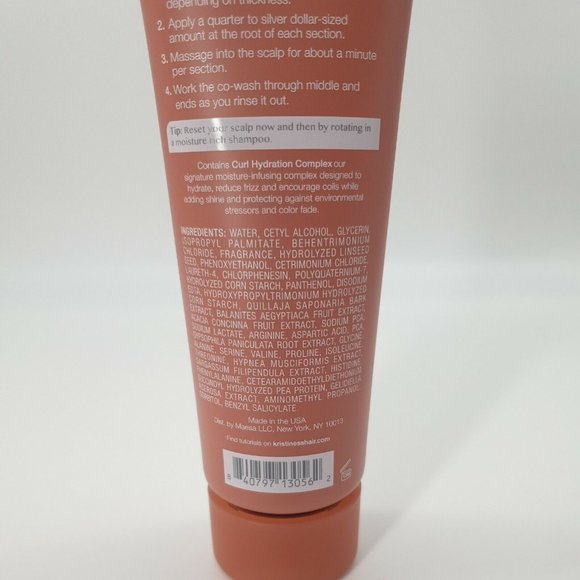 depending on thickness.
2. Apply a quarter to silver dollar-sized
amount at the root of each section.
3. Massage into the scalp for about a minute
per section.
4. Work the co-wash through middle and
ends as you rinse it out.
Tip: Reset your scalp now and then by rotating in
a moisture rich shampoo.
Contains Curl Hydration Complex our
signature moisture-infusing complex designed to
hydrate, reduce frizz and encourage coils while
adding shine and protecting against environmental
stressors and color fade.
INGREDIENTS: WATER, CETYL ALCOHOL, GLYCERIN,
ISOPROPYL PALMITATE, BEHENTRIMONIUM
CHLORIDE, FRAGRANCE, HYDROLYZED LINSEED
SEED, PHENOXYETHANOL, CETRIMONIUM CHLORIDE,
LAURETH-4, CHLORPHENESIN, POLYQUATERNIUM-7,
HYDROLYZED CORN STARCH, PANTHENOL, DISODIUM
EDTA, HYDROXYPROPYLTRIMONIUM HYDROLYZED
CORN STARCH, QUILLAJA SAPONARIA BARK
EXTRACT, BALANITES AEGYPTIACA FRUIT EXTRACT,
ACACIA CONCINNA FRUIT EXTRACT, SODIUM PCA,
SODIUM LACTATE, ARGININE, ASPARTIC ACID, PCA,
GYPSOPHILA PANICULATA ROOT EXTRACT, GLYCINE,
ALANINE, SERINE, VALINE, PROLINE, ISOLEUCINE,
THREONINE, HYPNEA MUSCIFORMIS EXTRACT,
SARGASSUM FILIPENDULA EXTRACT, HISTIDINE,
PHENYLALANINE, CETEARAMIDOETHYLDIETHONIUM
SUCCINOYL HYDROLYZED PEA PROTEIN, GELIDIELLA
ACEROSA EXTRACT, AMINOMETHYL PROPANOL,
SORBITOL, BENZYL SALICYLATE.
Made in the USA
Dist. by Maesa LLC, New York, NY 10013
Find tutorials on kristinesshair.com
8 40797 13056 2